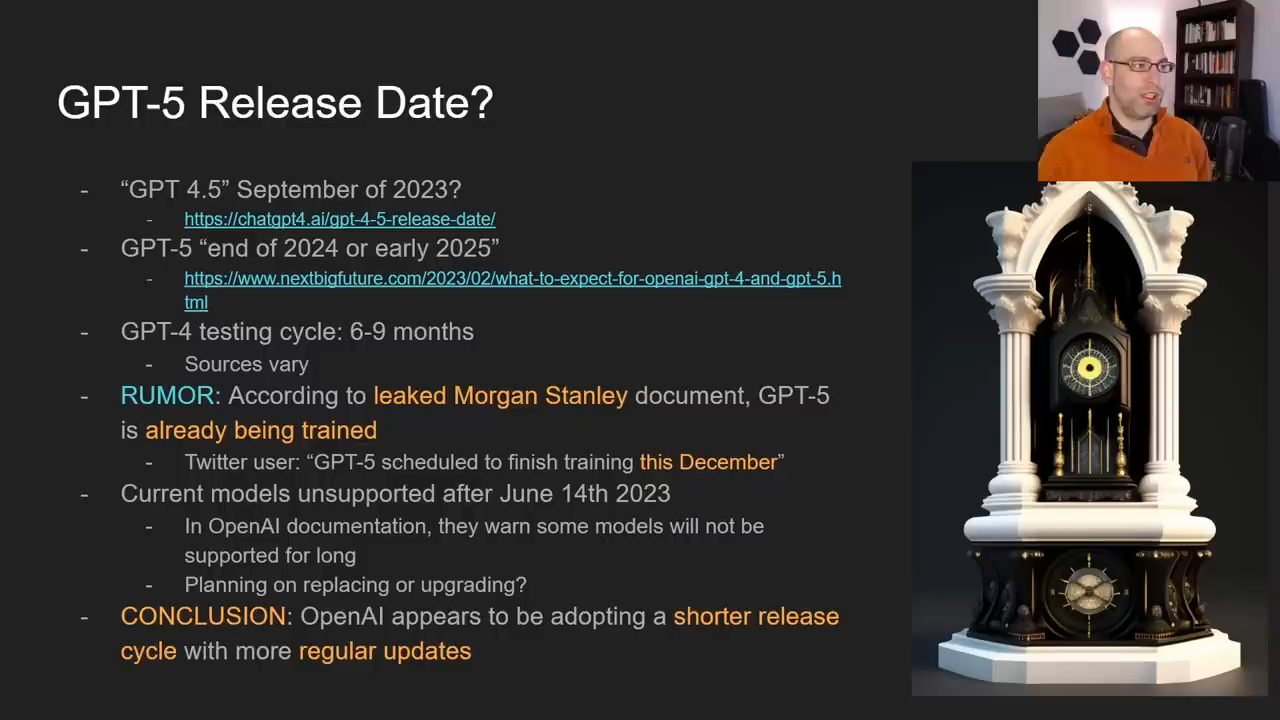 GPT-5 Release Date?
- “GPT 4.5” September of 2023?
- https://chatgpt4.ai/gpt-4-5-release-date/
- GPT-5 “end of 2024 or early 2025”
- https://www.nextbigfuture.com/2023/02/what-to-expect-for-openai-gpt-4-and-gpt-5.h
tml
- GPT-4 testing cycle: 6-9 months
- Sources vary
- RUMOR: According to leaked Morgan Stanley document, GPT-5
is already being trained
- Twitter user: “GPT-5 scheduled to finish training this December”
- Current models unsupported after June 14th 2023
- In OpenAI documentation, they warn some models will not be
supported for long
- Planning on replacing or upgrading?
- CONCLUSION: OpenAI appears to be adopting a shorter release
cycle with more regular updates